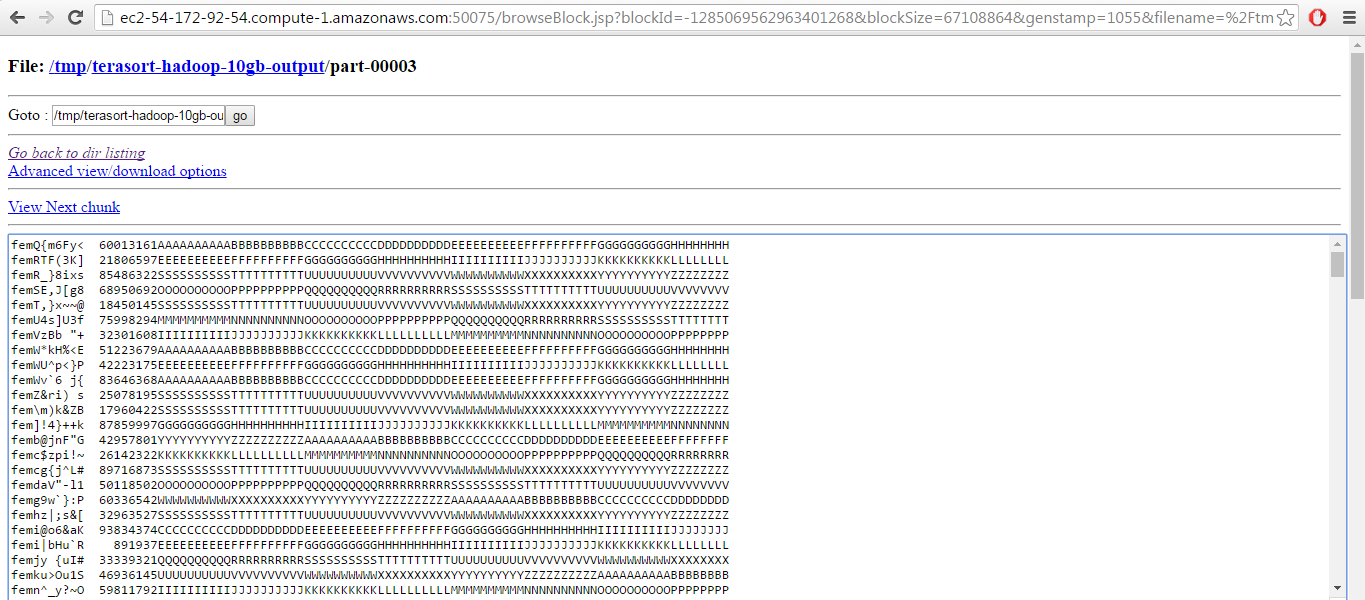 ec2-54-172-92-54.compute-1.amazonaws.com:50075/browseBlock.jsp?blockId=-1285069562963401268&blockSize=67108864&genstamp=1055&filename=%2Ftm
File: /tmp/terasort-hadoop-10gb-output/part-00003
Goto : /tmp/terasort-hadoop-10gb-ou go
Go back to dir listing
Advanced view/download options
View Next chunk
femQ{m6Fy<  60013161AAAAAAAAAABBBBBBBBBBCCCCCCCCCCDDDDDDDDDDEEEEEEEEEEFFFFFFFFFFGGGGGGGGGGHHHHHHHH
femRTF(3K]  21806597EEEEEEEEEEFFFFFFFFFFGGGGGGGGGGHHHHHHHHHHIIIIIIIIIIJJJJJJJJJJKKKKKKKKKKLLLLLLLL
femR_}8ixs  85486322SSSSSSSSSSTTTTTTTTTTUUUUUUUUUUVVVVVVVVVVWWWWWWWWWWXXXXXXXXXXYYYYYYYYYYZZZZZZZZ
femSE,J[g8  68950692OOOOOOOOOOPPPPPPPPPPQQQQQQQQQQRRRRRRRRRRSSSSSSSSSSTTTTTTTTTTUUUUUUUUUUVVVVVVVV
femT,}x~~@  18450145SSSSSSSSSSTTTTTTTTTTUUUUUUUUUUVVVVVVVVVVWWWWWWWWWWXXXXXXXXXXYYYYYYYYYYZZZZZZZZ
femU4s]U3f  75998294MMMMMMMMMMNNNNNNNNNNOOOOOOOOOOPPPPPPPPPPQQQQQQQQQQRRRRRRRRRRSSSSSSSSSSTTTTTTTT
femVzBb "+  32301608IIIIIIIIIIJJJJJJJJJJKKKKKKKKKKLLLLLLLLLLMMMMMMMMMMNNNNNNNNNNOOOOOOOOOOPPPPPPPP
femW*kH%<E  51223679AAAAAAAAAABBBBBBBBBBCCCCCCCCCCDDDDDDDDDDEEEEEEEEEEFFFFFFFFFFGGGGGGGGGGHHHHHHHH
femWU^p<}P  42223175EEEEEEEEEEFFFFFFFFFFGGGGGGGGGGHHHHHHHHHHIIIIIIIIIIJJJJJJJJJJKKKKKKKKKKLLLLLLLL
femWv`6 j{  83646368AAAAAAAAAABBBBBBBBBBCCCCCCCCCCDDDDDDDDDDEEEEEEEEEEFFFFFFFFFFGGGGGGGGGGHHHHHHHH
femZ&ri) s  25078195SSSSSSSSSSTTTTTTTTTTUUUUUUUUUUVVVVVVVVVVWWWWWWWWWWXXXXXXXXXXYYYYYYYYYYZZZZZZZZ
fem\m)k&ZB  17960422SSSSSSSSSSTTTTTTTTTTUUUUUUUUUUVVVVVVVVVVWWWWWWWWWWXXXXXXXXXXYYYYYYYYYYZZZZZZZZ
fem]!4}++k  87859997GGGGGGGGGGHHHHHHHHHHIIIIIIIIIIJJJJJJJJJJKKKKKKKKKKLLLLLLLLLLMMMMMMMMMMNNNNNNNN
femb@jnF"G  42957801YYYYYYYYYYZZZZZZZZZZAAAAAAAAAABBBBBBBBBBCCCCCCCCCCDDDDDDDDDDEEEEEEEEEEFFFFFFFF
femc$zpi!~  26142322KKKKKKKKKKLLLLLLLLLLMMMMMMMMMMNNNNNNNNNNOOOOOOOOOOPPPPPPPPPPQQQQQQQQQQRRRRRRRR
femcg{j^L#  89716873SSSSSSSSSSTTTTTTTTTTUUUUUUUUUUVVVVVVVVVVWWWWWWWWWWXXXXXXXXXXYYYYYYYYYYZZZZZZZZ
femdaV"-l1  50118502OOOOOOOOOOPPPPPPPPPPQQQQQQQQQQRRRRRRRRRRSSSSSSSSSSTTTTTTTTTTUUUUUUUUUUVVVVVVVV
femg9w`}:P  60336542WWWWWWWWWWXXXXXXXXXXYYYYYYYYYYZZZZZZZZZZAAAAAAAAAABBBBBBBBBBCCCCCCCCCCDDDDDDDD
femhz|;s&[  32963527SSSSSSSSSSTTTTTTTTTTUUUUUUUUUUVVVVVVVVVVWWWWWWWWWWXXXXXXXXXXYYYYYYYYYYZZZZZZZZ
femi@o6&aK  93834374CCCCCCCCCCDDDDDDDDDDEEEEEEEEEEFFFFFFFFFFGGGGGGGGGGHHHHHHHHHHIIIIIIIIIIJJJJJJJJ
femi|bHu`R    891937EEEEEEEEEEFFFFFFFFFFGGGGGGGGGGHHHHHHHHHHIIIIIIIIIIJJJJJJJJJJKKKKKKKKKKLLLLLLLL
femjy {uI#  33339321QQQQQQQQQQRRRRRRRRRRSSSSSSSSSSTTTTTTTTTTUUUUUUUUUUVVVVVVVVVVWWWWWWWWWWXXXXXXXX
femku>Ou1S  46936145UUUUUUUUUUVVVVVVVVVVWWWWWWWWWWXXXXXXXXXXYYYYYYYYYYZZZZZZZZZZAAAAAAAAAABBBBBBBB
femn^_y?~O  59811792IIIIIIIIIIJJJJJJJJJJKKKKKKKKKKLLLLLLLLLLMMMMMMMMMMNNNNNNNNNNOOOOOOOOOOPPPPPPPP